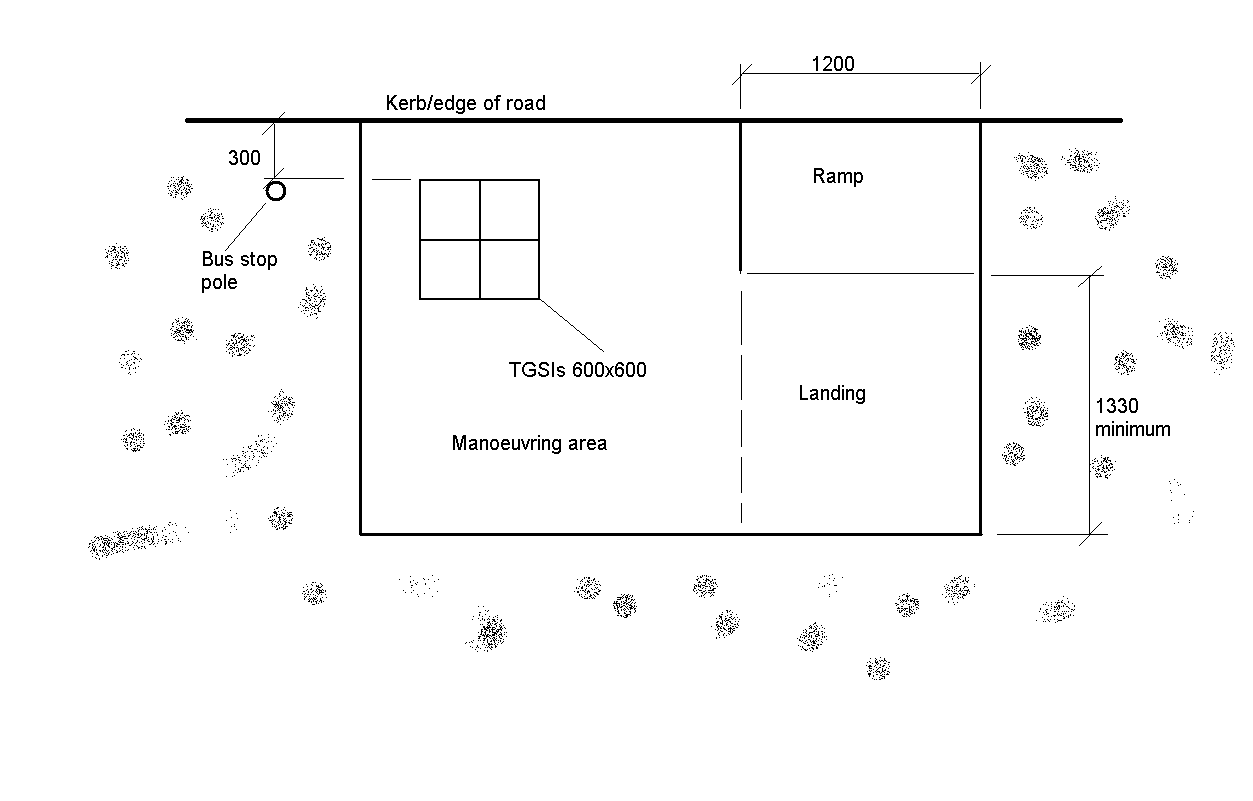 1200
Kerb/edge of road
300
Ramp
Bus stop
pole
TGSIs 600x600
Landing
1330
minimum
Manoeuvring area